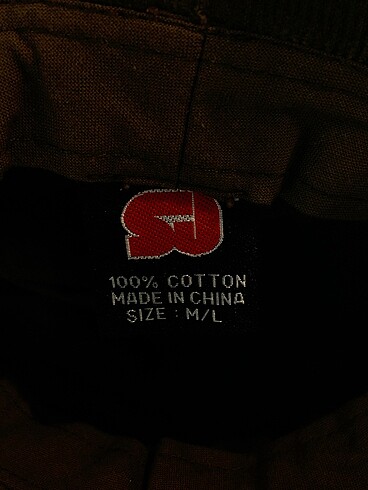 100% COTTON
MADE IN CHINA
SIZE : M/L